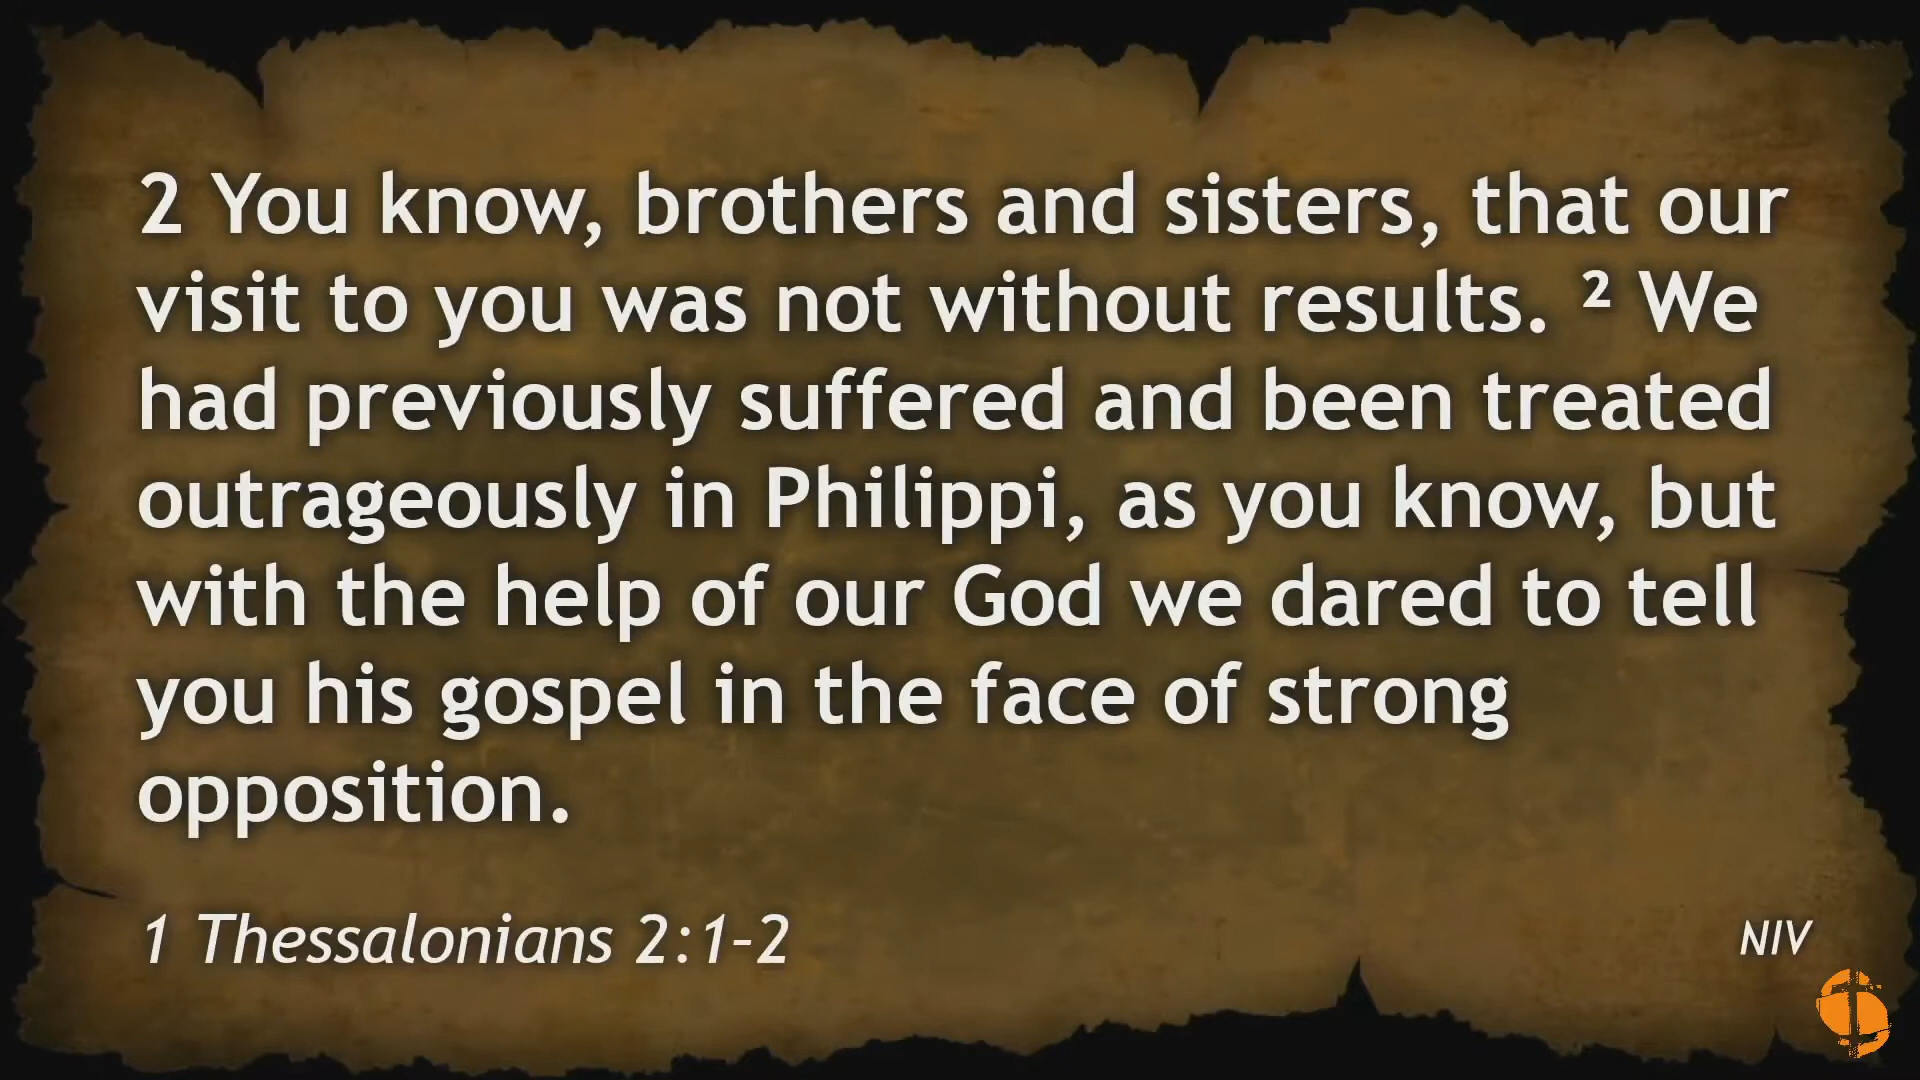 2 You know, brothers and sisters, that our
visit to you was not without results. ² We
had previously suffered and been treated
outrageously in Philippi, as you know, but
with the help of our God we dared to tell
you his gospel in the face of strong
opposition.
1 Thessalonians 2:1–2
NIV